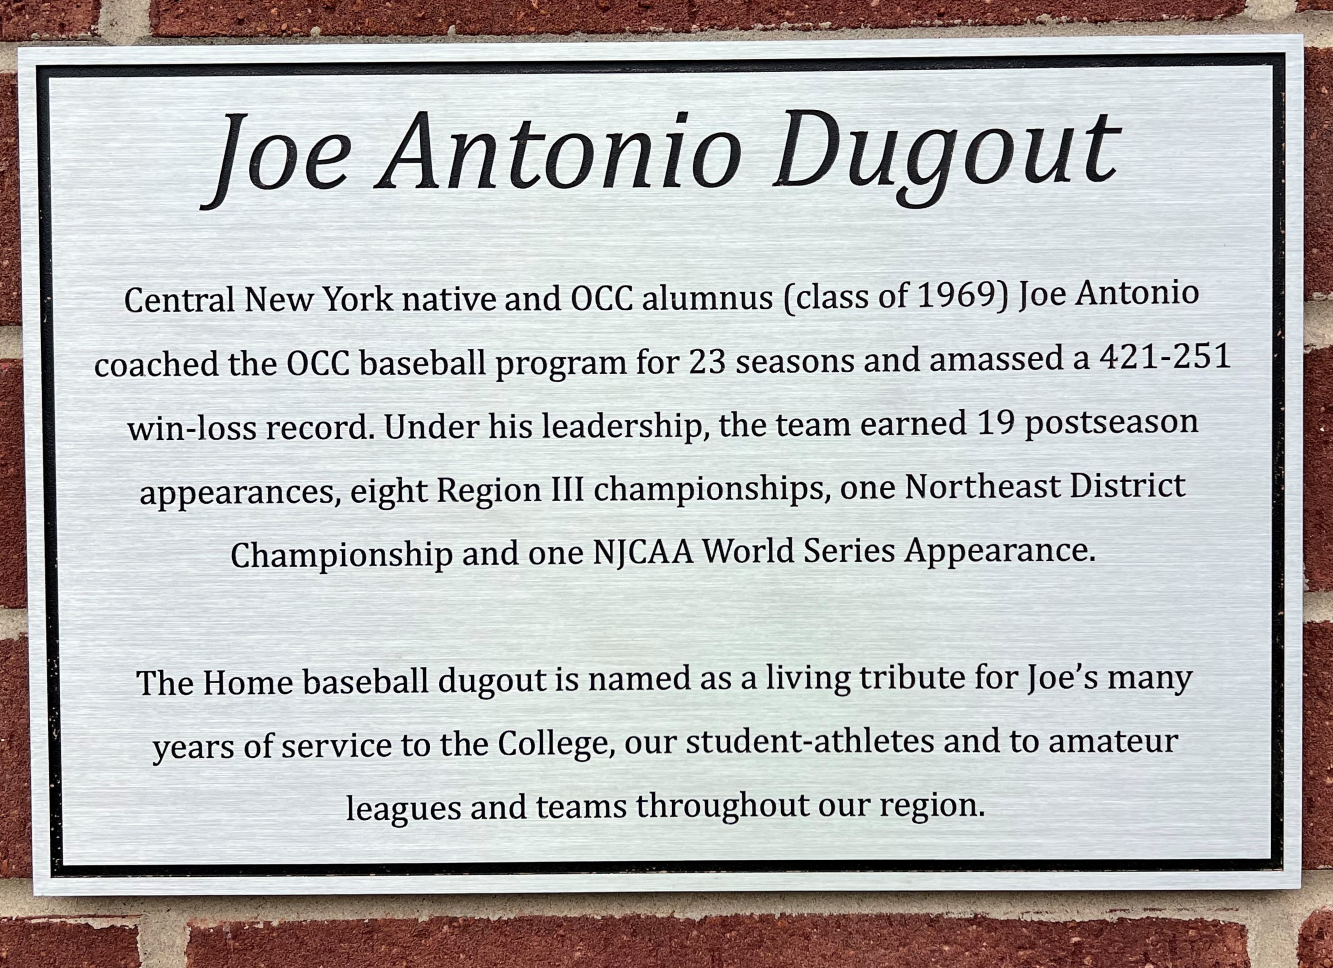 Joe Antonio Dugout
Central New York native and OCC alumnus (class of 1969) Joe Antonio
coached the OCC baseball program for 23 seasons and amassed a 421-251
win-loss record. Under his leadership, the team earned 19 postseason
appearances, eight Region III championships, one Northeast District
Championship and one NJCAA World Series Appearance.
The Home baseball dugout is named as a living tribute for Joe’s many
years of service to the College, our student-athletes and to amateur
leagues and teams throughout our region.